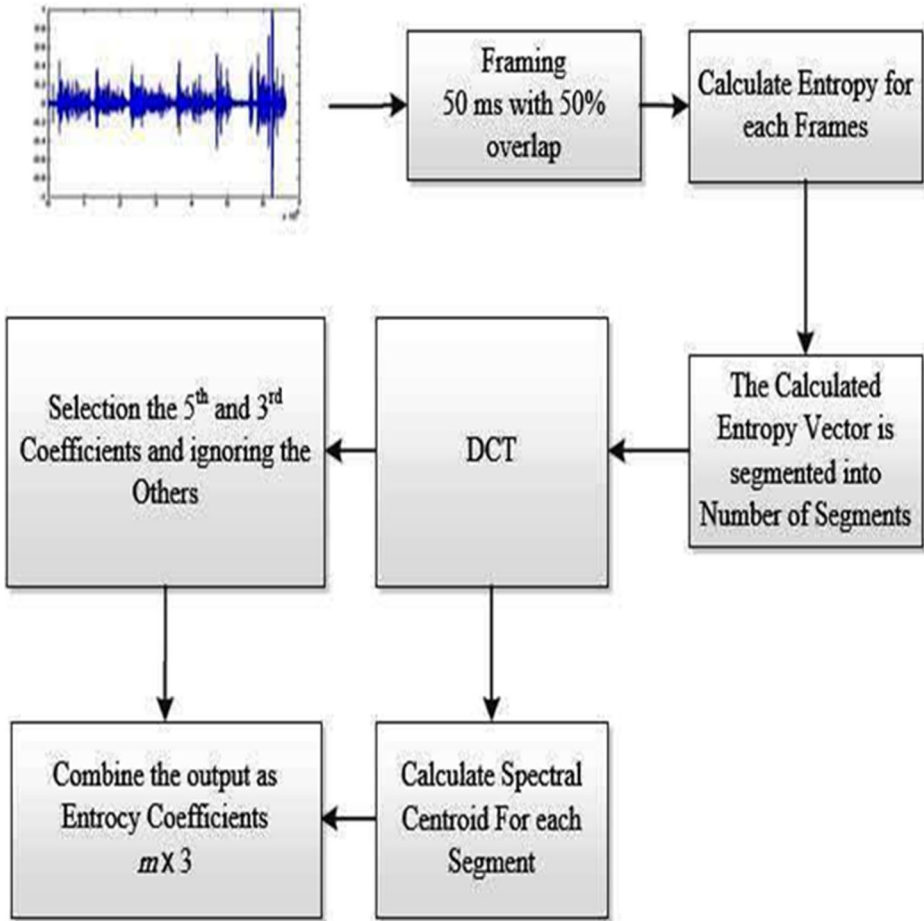 Framing
50 ms with 50%
overlap
Calculate Entropy for
each Frames
The Calculated
Entropy Vector is
segmented into
Number of Segments
DCT
Selection the 5th and 3rd
Coefficients and ignoring the
Others
Combine the output as
Entrocy Coefficients
m X 3
Calculate Spectral
Centroid For each
Segment